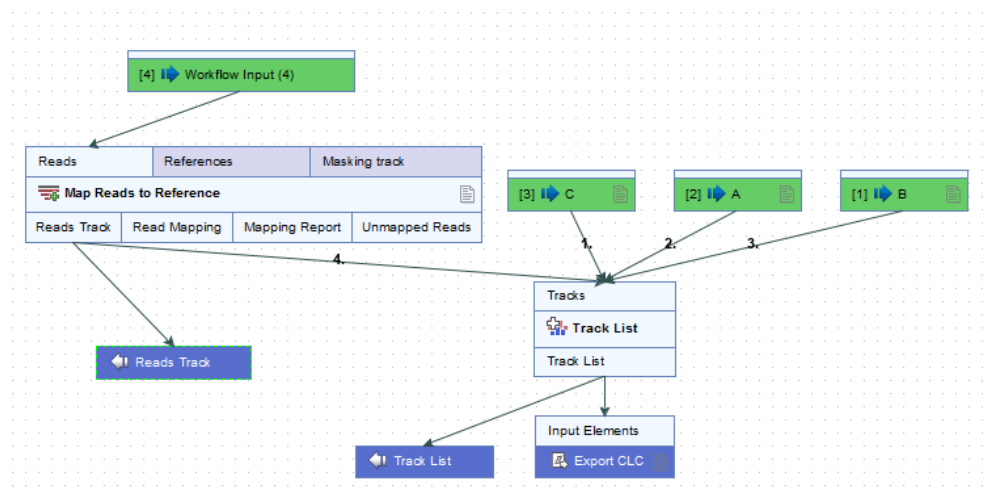 [4] Workflow Input (4)
Reads References Masking track
Map Reads to Reference
Reads Track Read Mapping Mapping Report Unmapped Reads
[3] C [2] A [1] B
1. 2. 3.
4.
Tracks
Track List
Track List
Reads Track
Input Elements
Track List
Export CLC